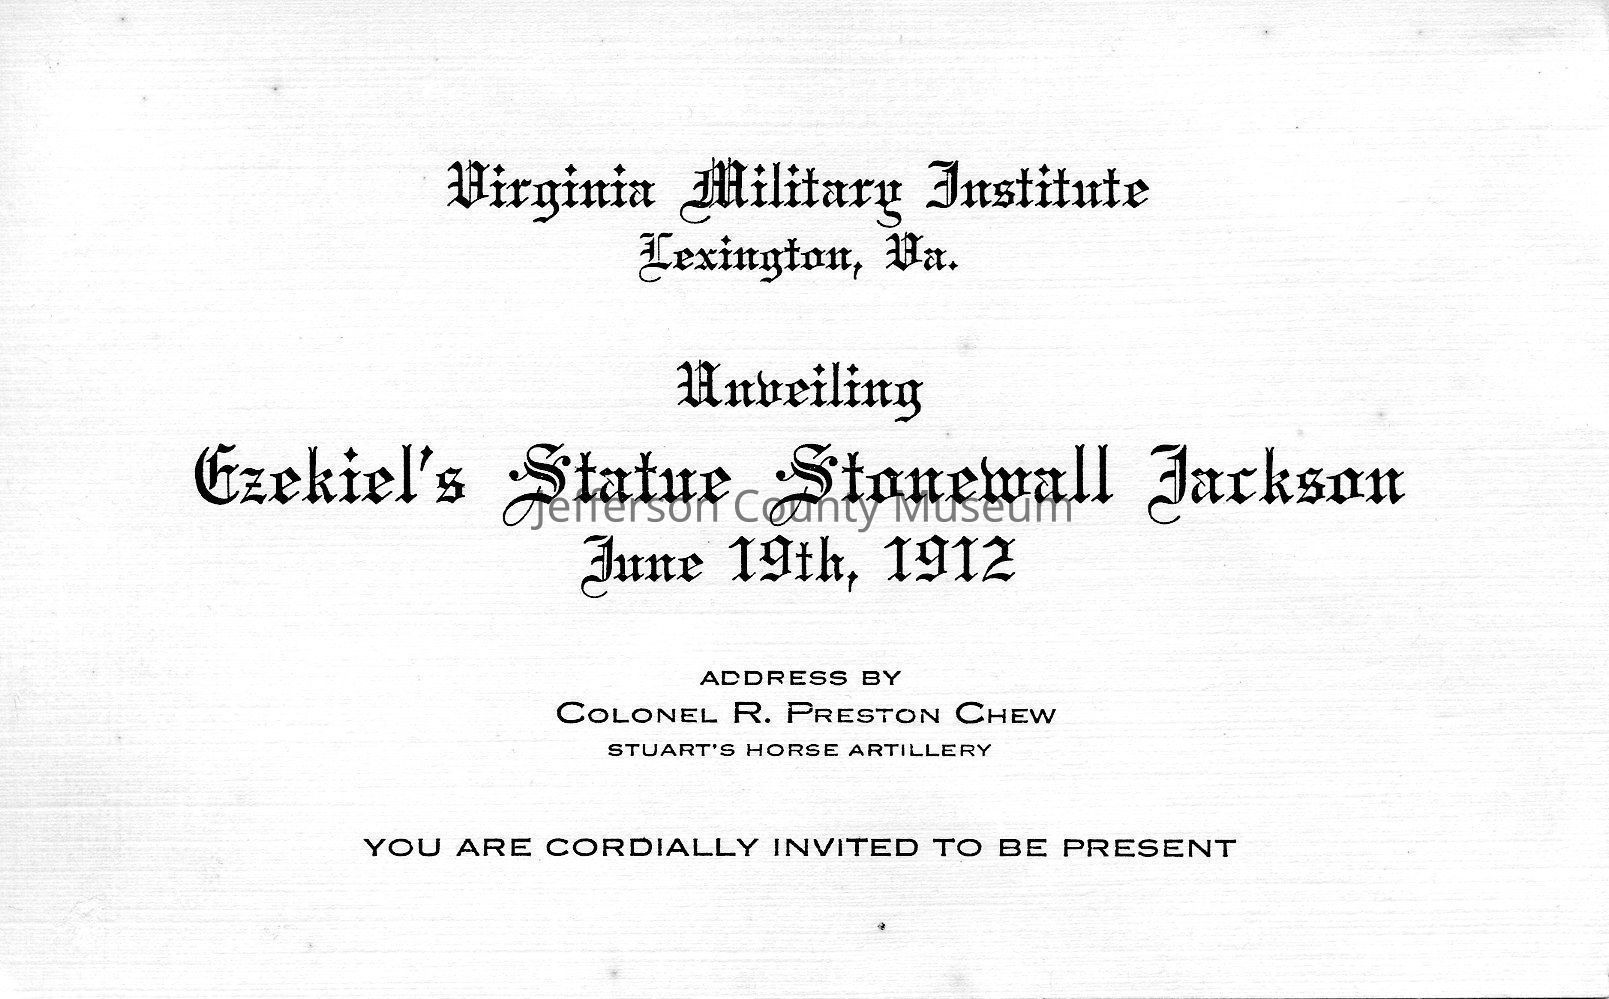 Virginia Military Institute
Lexington, Va.
Unveiling
Ezekiel's Statue Stonewall Jackson
Jefferson County Museum
June 19th, 1912
ADDRESS BY
COLONEL R. PRESTON CHEW
STUART'S HORSE ARTILLERY
YOU ARE CORDIALLY INVITED TO BE PRESENT